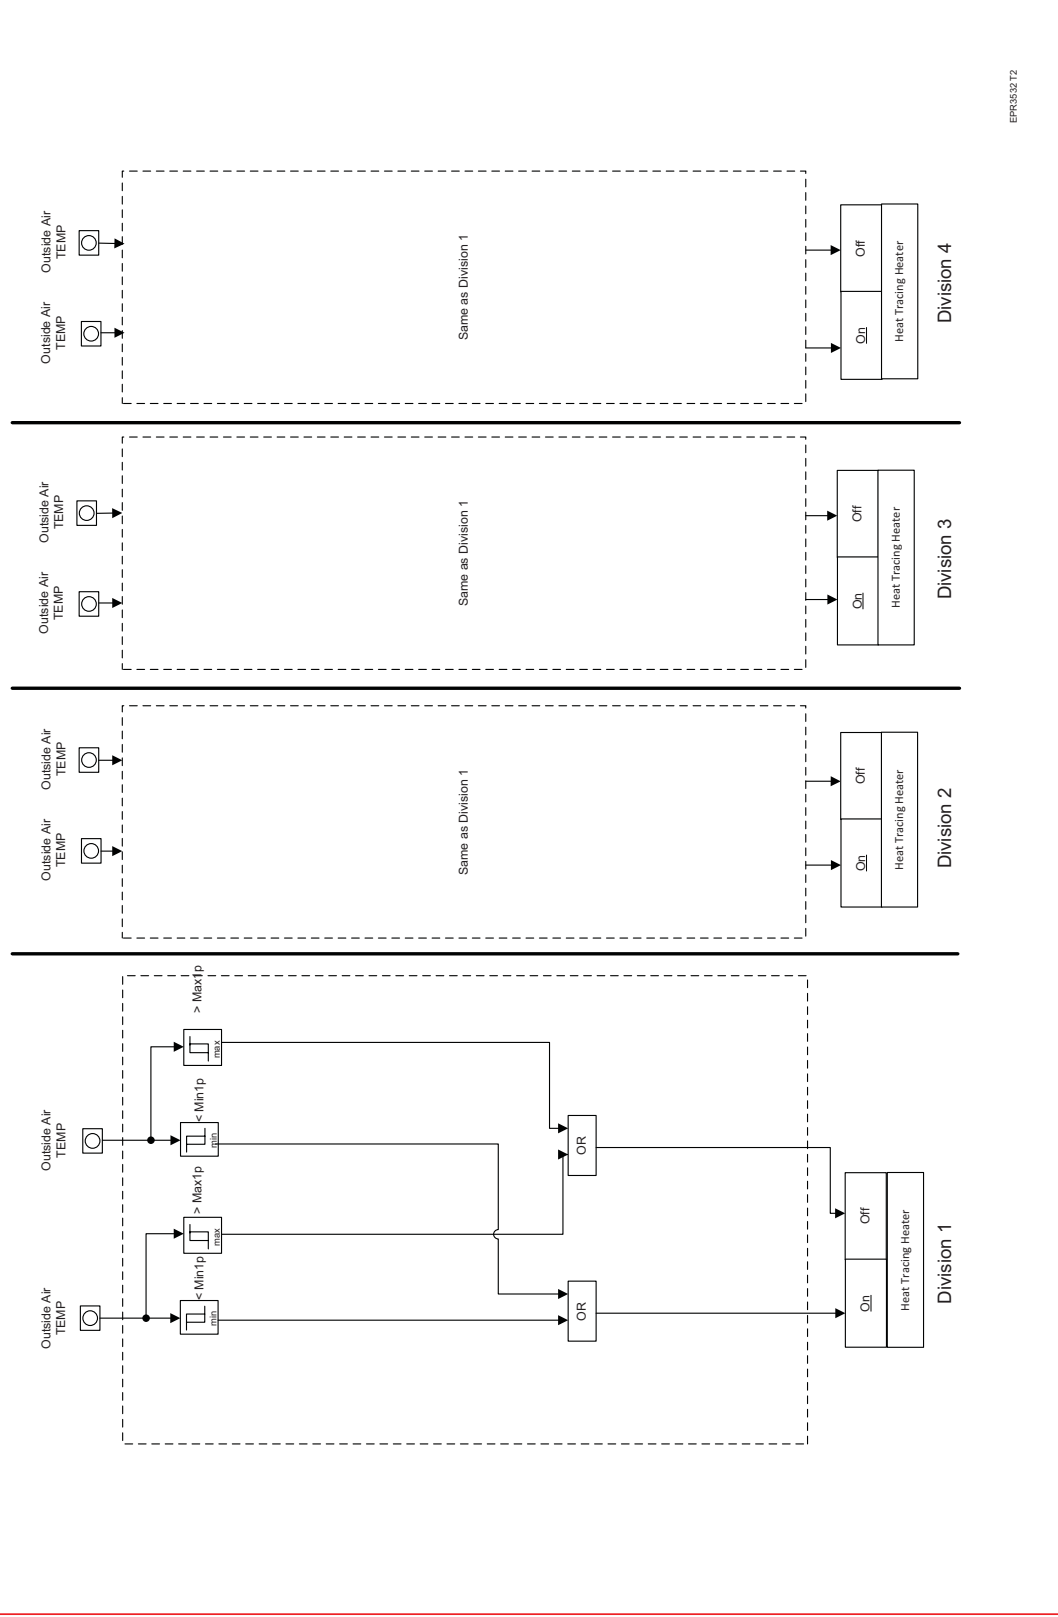 Outside Air
TEMP
Outside Air
TEMP
Outside Air
TEMP
Outside Air
TEMP
Outside Air
TEMP
Outside Air
TEMP
Outside Air
TEMP
Outside Air
TEMP
< Min1p
> Max1p
< Min1p
> Max1p
min
max
min
max
Same as Division 1
Same as Division 1
Same as Division 1
OR
OR
On
Off
On
Off
On
Off
On
Off
Heat Tracing Heater
Heat Tracing Heater
Heat Tracing Heater
Heat Tracing Heater
Division 1
Division 2
Division 3
Division 4
EPR3532 T2